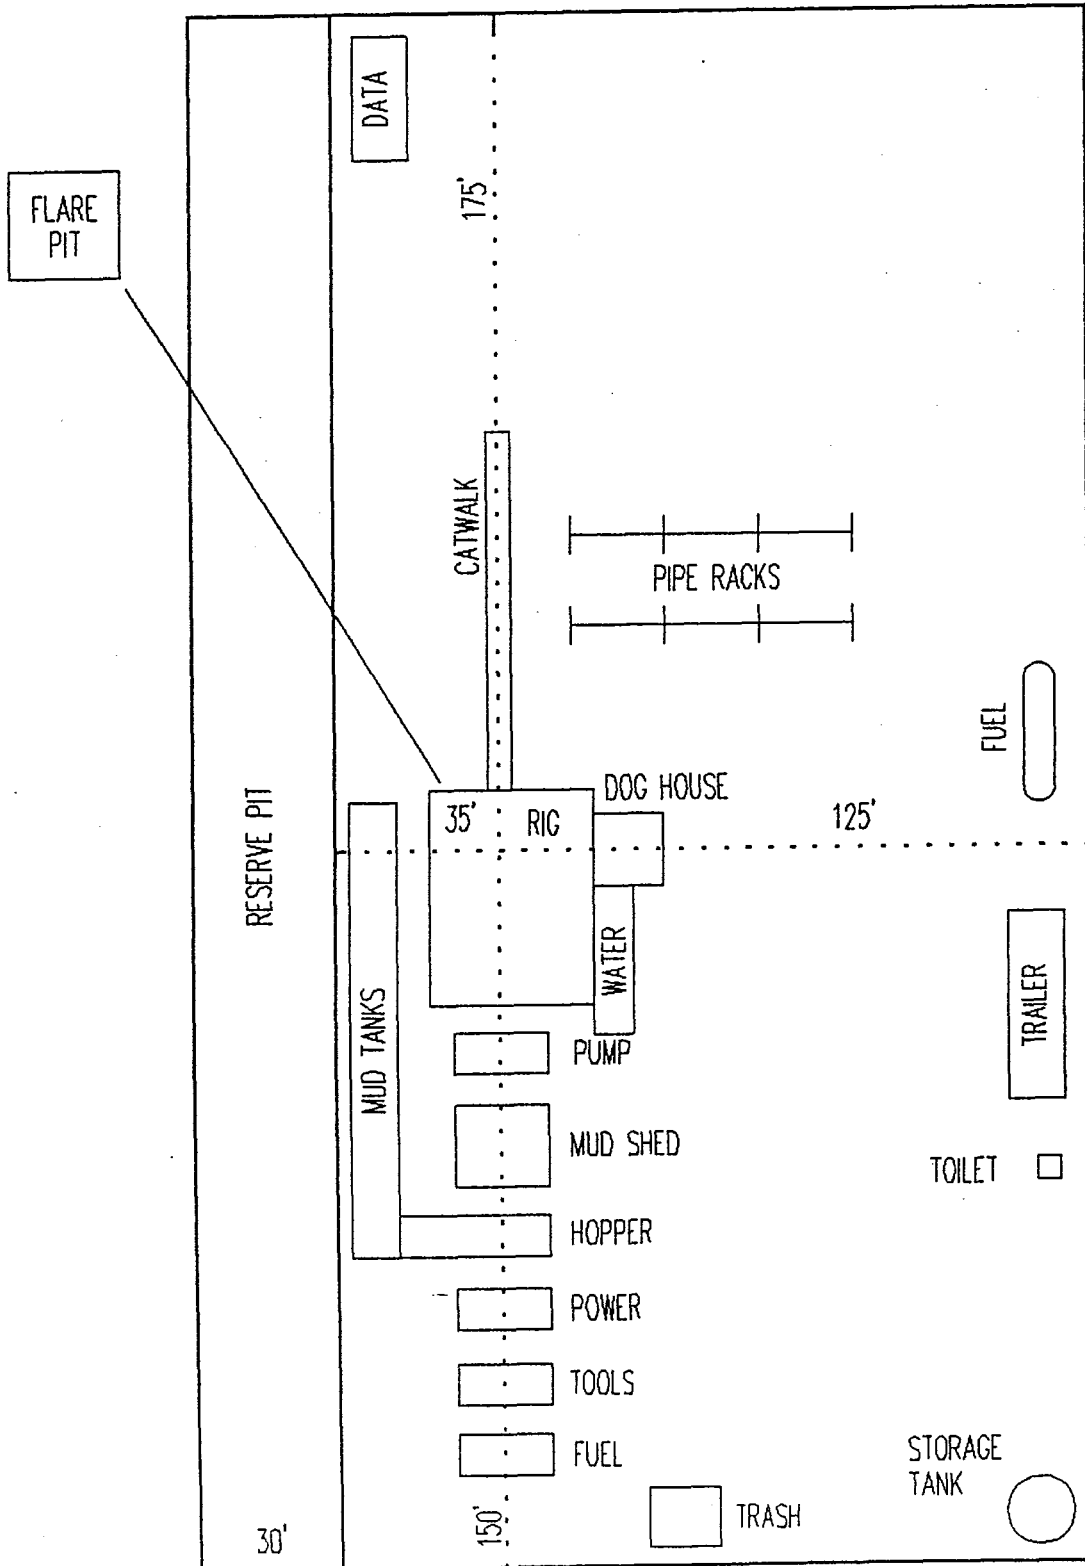 DATA
175'
FLARE
PIT
CATWALK
PIPE RACKS
FUEL
DOG HOUSE
35'
RIG
125'
RESERVE PIT
WATER
TRAILER
MUD TANKS
PUMP
MUD SHED
TOILET
HOPPER
POWER
TOOLS
FUEL
STORAGE
TANK
TRASH
150'
30'